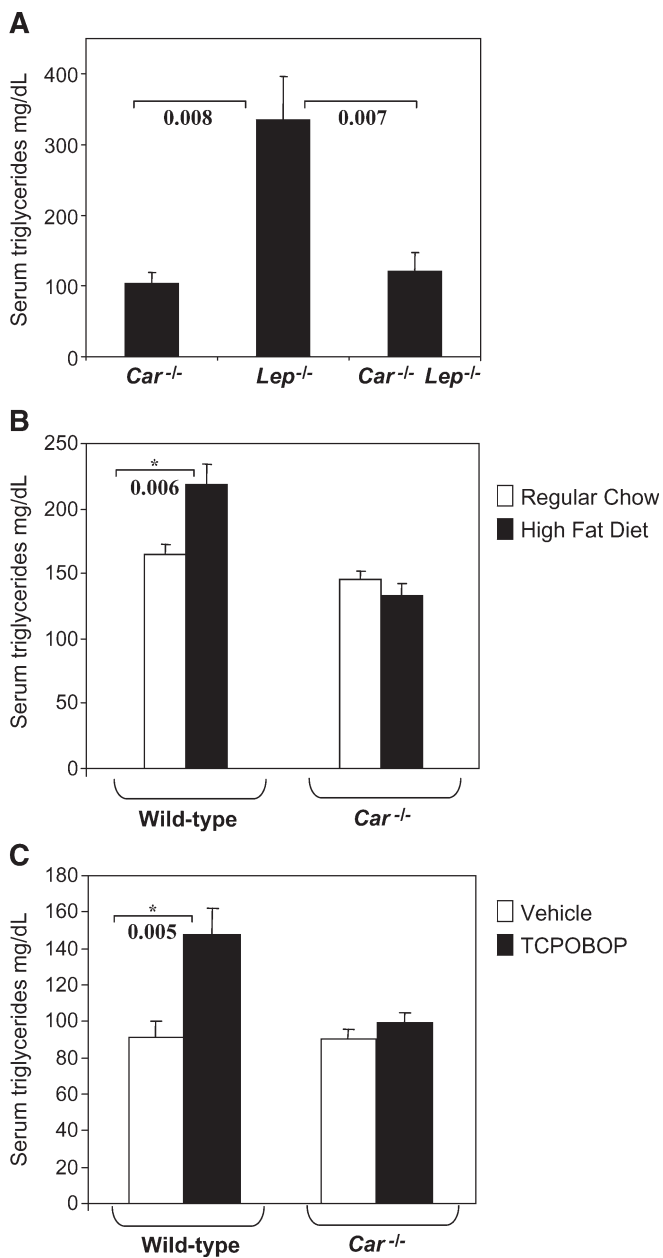 A
Serum triglycerides mg/dL
400
300
200
100
0
0.008
0.007
Car -/-
Lep-/-
Car-/- Lep-/-
B
Serum triglycerides mg/dL
250
200
150
100
50
0
*
0.006
Regular Chow
High Fat Diet
Wild-type
Car -/-
C
Serum triglycerides mg/dL
180
160
140
120
100
80
60
40
20
0
*
0.005
Vehicle
TCPOBOP
Wild-type
Car -/-